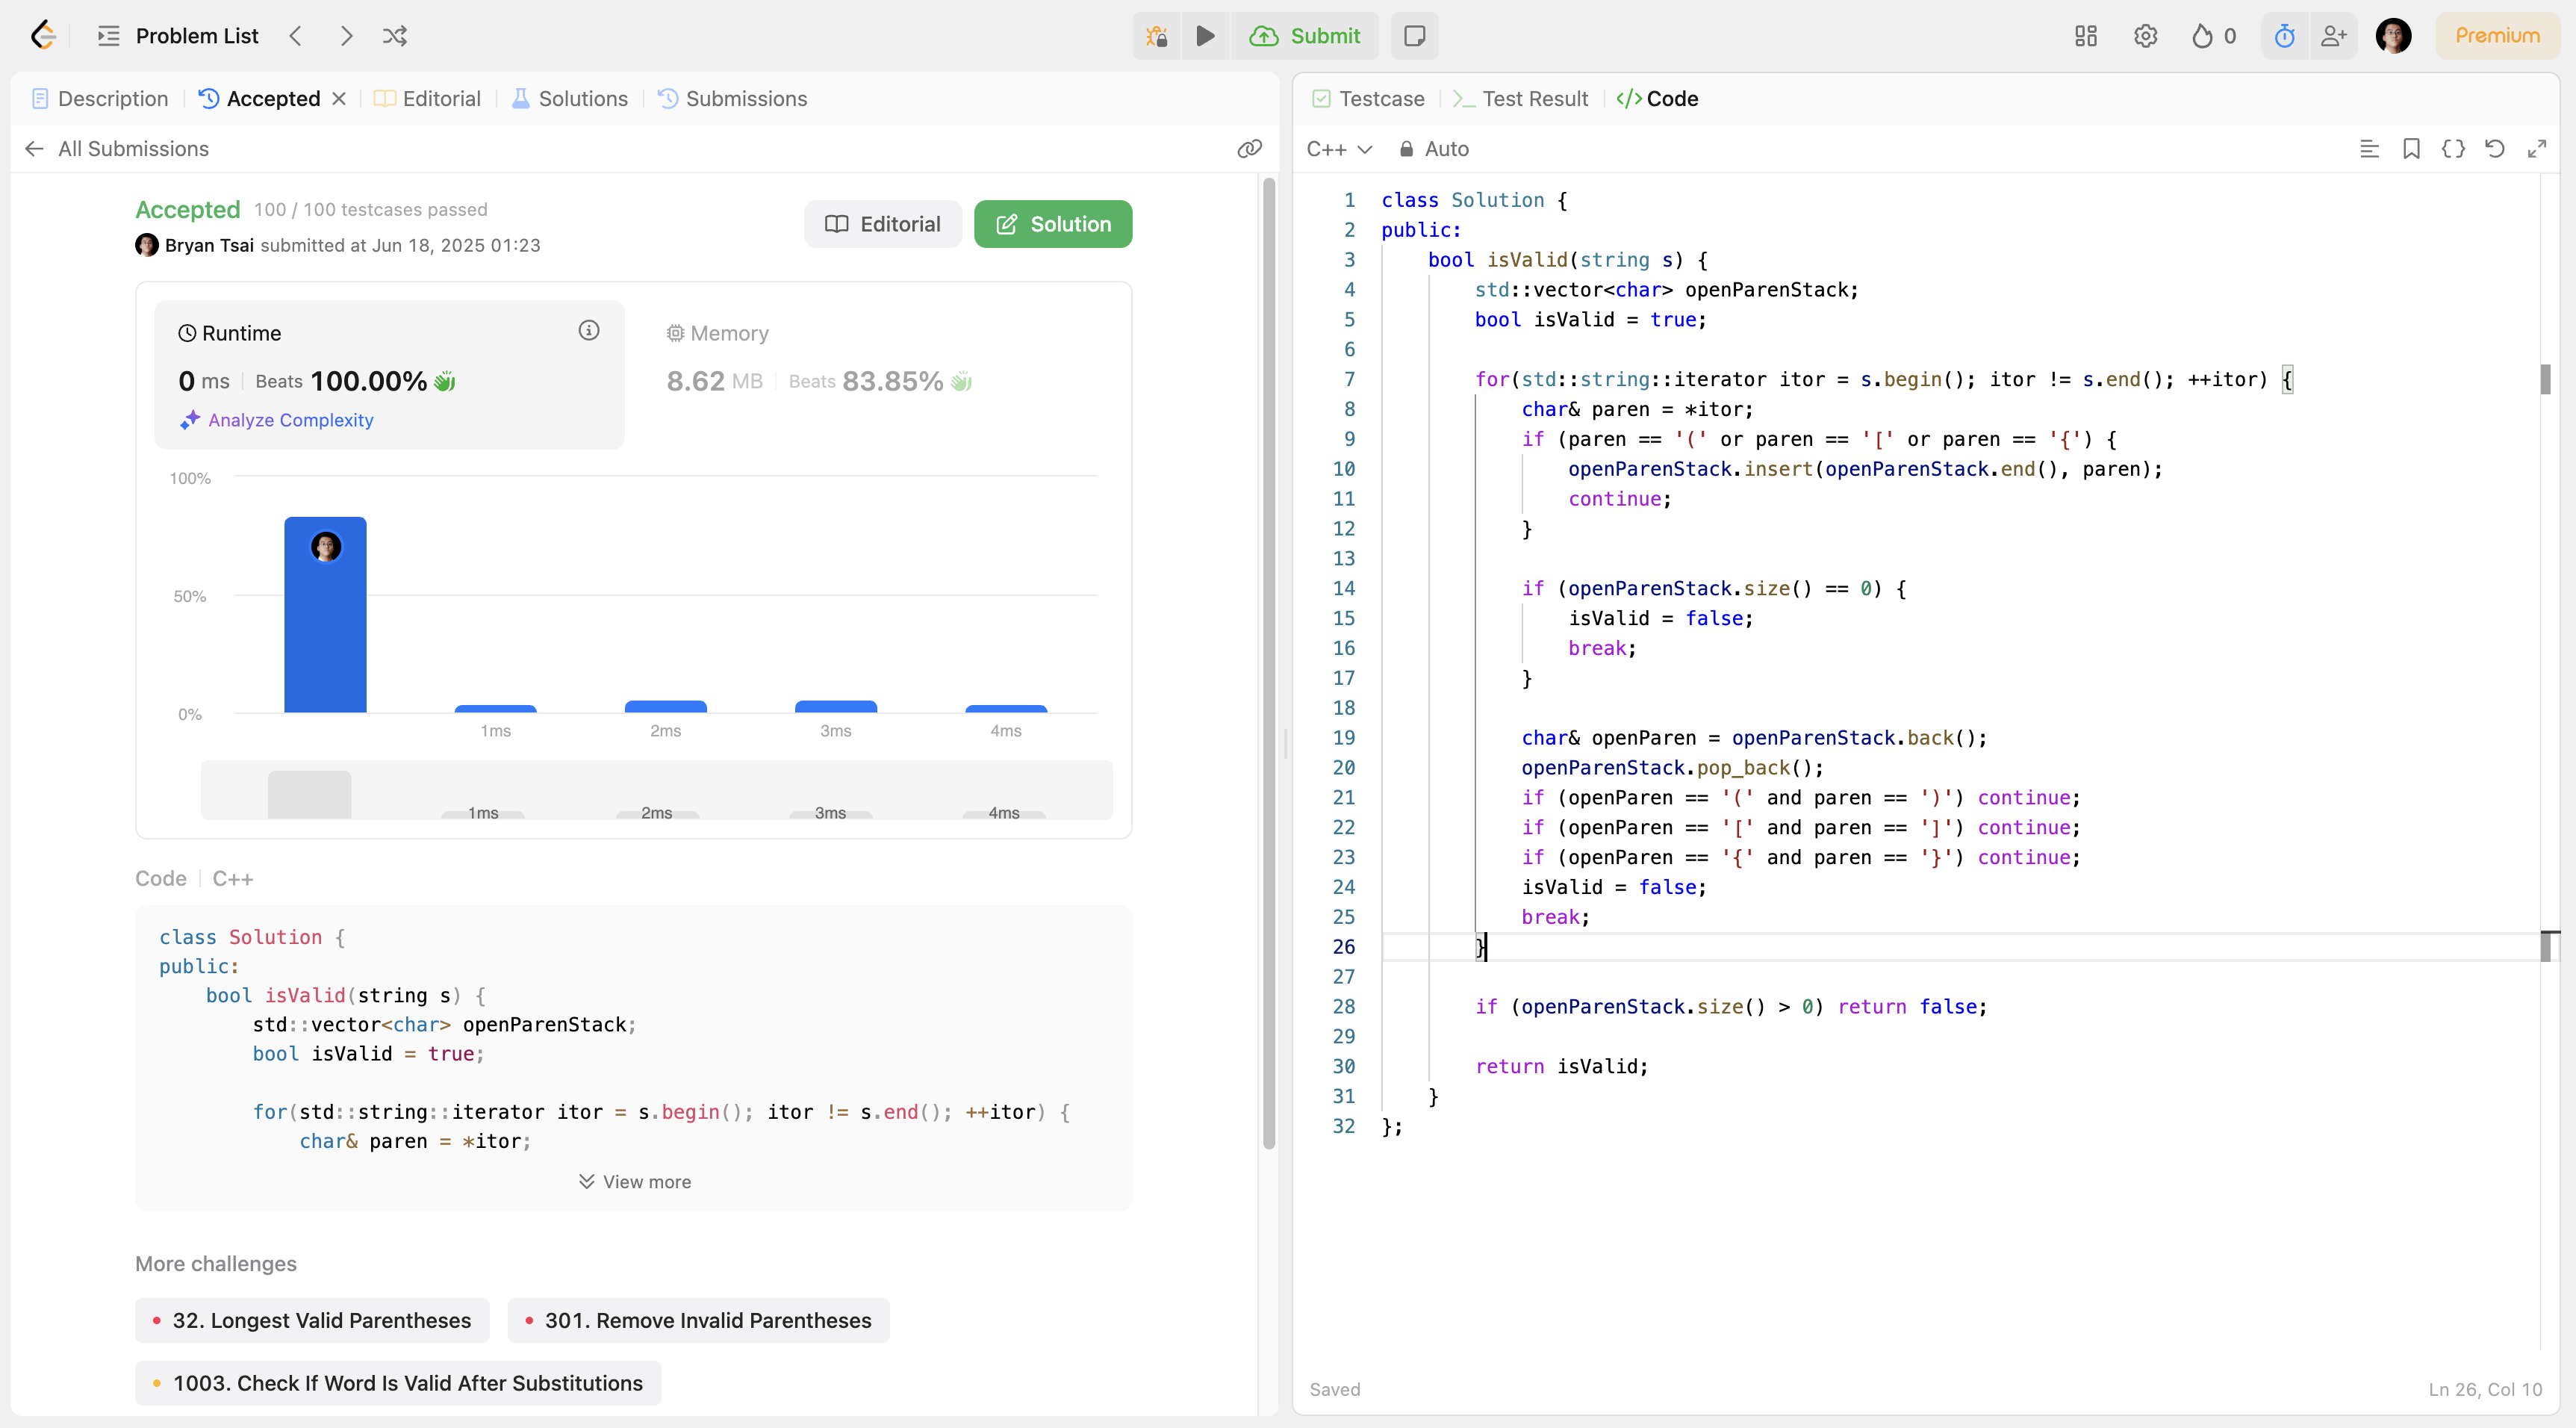 Problem List
Submit
0
Premium
Description
Accepted
Editorial
Solutions
Submissions
All Submissions
Accepted 100 / 100 testcases passed
Bryan Tsai submitted at Jun 18, 2025 01:23
Editorial
Solution
Runtime
0 ms Beats 100.00%
Analyze Complexity
Memory
8.62 MB Beats 83.85%
100%
50%
0%
1ms 2ms 3ms 4ms
1ms 2ms 3ms 4ms
Code C++
class Solution {
public:
    bool isValid(string s) {
        std::vector<char> openParenStack;
        bool isValid = true;
        for(std::string::iterator itor = s.begin(); itor != s.end(); ++itor) {
            char& paren = *itor;
View more
More challenges
32. Longest Valid Parentheses
301. Remove Invalid Parentheses
1003. Check If Word Is Valid After Substitutions
Testcase
Test Result
</> Code
C++ Auto
1 class Solution {
2 public:
3     bool isValid(string s) {
4         std::vector<char> openParenStack;
5         bool isValid = true;
6
7         for(std::string::iterator itor = s.begin(); itor != s.end(); ++itor) {
8             char& paren = *itor;
9             if (paren == '(' or paren == '[' or paren == '{') {
10                 openParenStack.insert(openParenStack.end(), paren);
11                 continue;
12             }
13
14             if (openParenStack.size() == 0) {
15                 isValid = false;
16                 break;
17             }
18
19             char& openParen = openParenStack.back();
20             openParenStack.pop_back();
21             if (openParen == '(' and paren == ')') continue;
22             if (openParen == '[' and paren == ']') continue;
23             if (openParen == '{' and paren == '}') continue;
24             isValid = false;
25             break;
26         }
27
28         if (openParenStack.size() > 0) return false;
29
30         return isValid;
31     }
32 };
Saved
Ln 26, Col 10